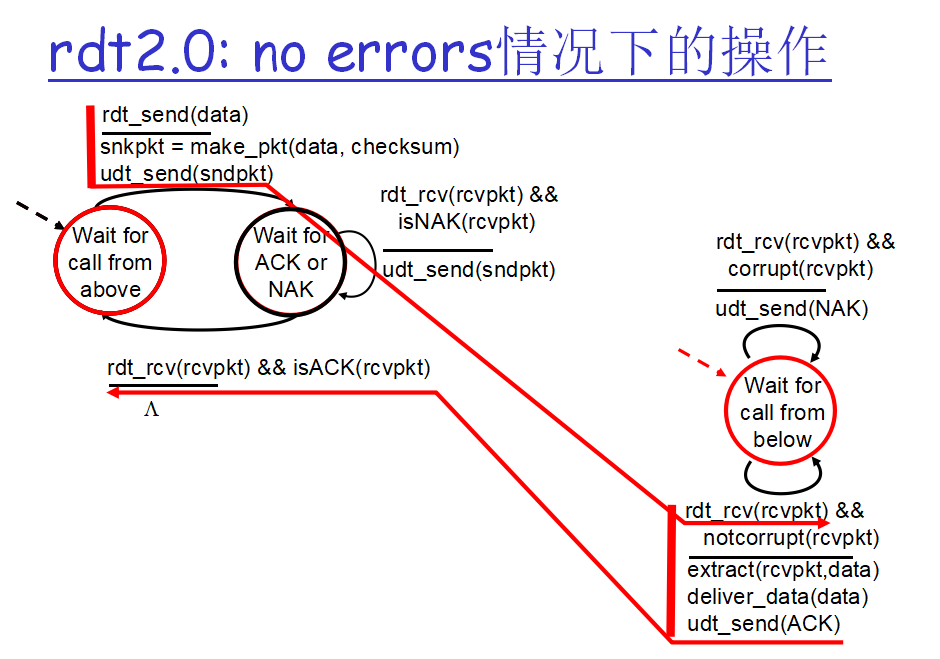 rdt2.0: no errors情况下的操作
rdt_send(data)
snkpkt = make_pkt(data, checksum)
udt_send(sndpkt)
Wait for
call from
above
Wait for
ACK or
NAK
rdt_rcv(rcvpkt) &&
isNAK(rcvpkt)
udt_send(sndpkt)
rdt_rcv(rcvpkt) && isACK(rcvpkt)
Λ
rdt_rcv(rcvpkt) &&
corrupt(rcvpkt)
udt_send(NAK)
Wait for
call from
below
rdt_rcv(rcvpkt) &&
notcorrupt(rcvpkt)
extract(rcvpkt,data)
deliver_data(data)
udt_send(ACK)